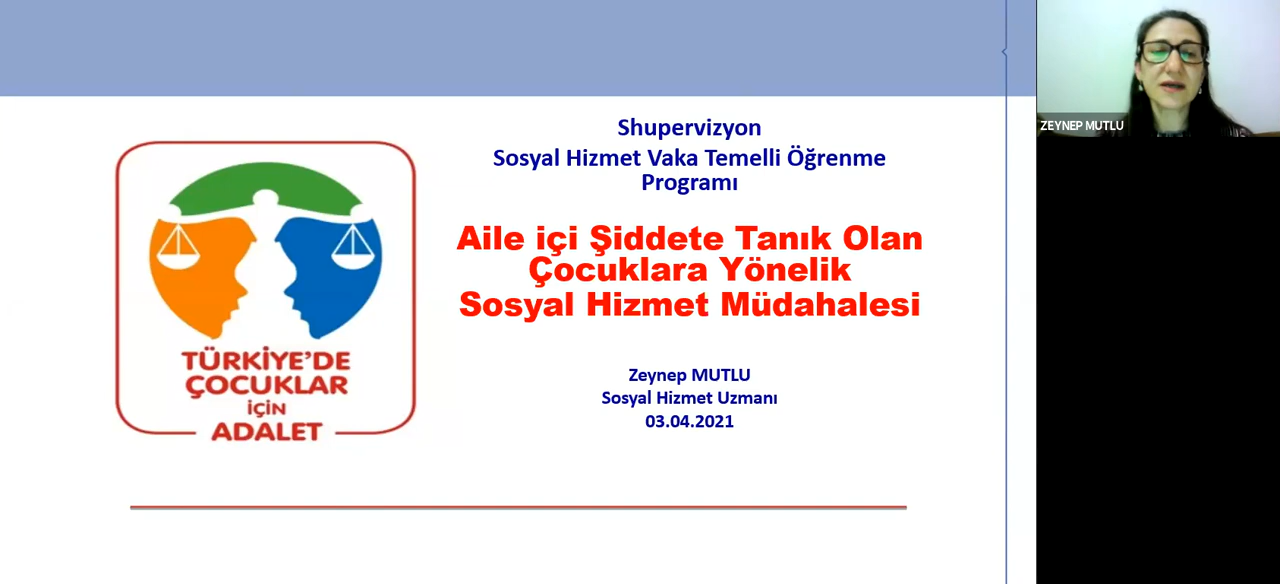 Shupervizyon
Sosyal Hizmet Vaka Temelli Öğrenme
Programı
Aile içi Şiddete Tanık Olan
Çocuklara Yönelik
Sosyal Hizmet Müdahalesi
Zeynep MUTLU
Sosyal Hizmet Uzmanı
03.04.2021
TÜRKİYE'DE
ÇOCUKLAR
İÇİN
ADALET
ZEYNEP MUTLU